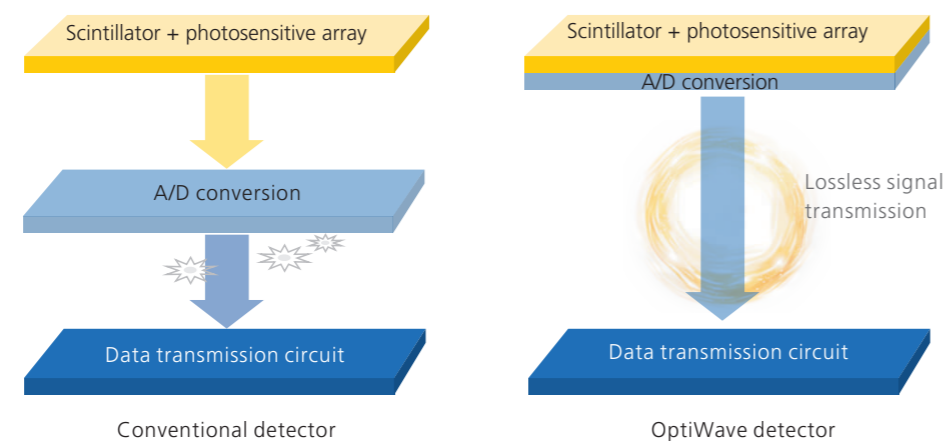 Scintillator + photosensitive array
A/D conversion
Data transmission circuit
Conventional detector
Scintillator + photosensitive array
A/D conversion
Lossless signal
transmission
Data transmission circuit
OptiWave detector